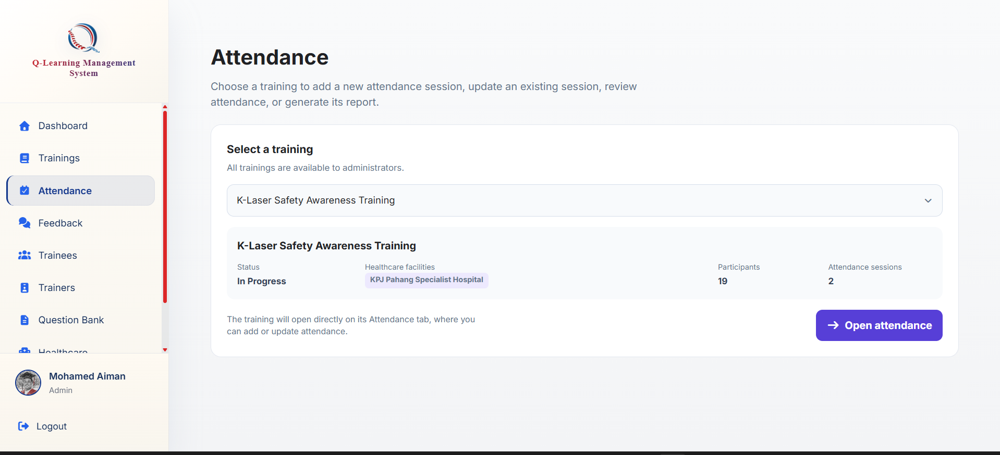 Q-Learning Management
System
Dashboard
Trainings
Attendance
Feedback
Trainees
Trainers
Question Bank
Healthcare
Mohamed Aiman
Admin
Logout
Attendance
Choose a training to add a new attendance session, update an existing session, review
attendance, or generate its report.
Select a training
All trainings are available to administrators.
K-Laser Safety Awareness Training
K-Laser Safety Awareness Training
Status
In Progress
Healthcare facilities
KPJ Pahang Specialist Hospital
Participants
19
Attendance sessions
2
The training will open directly on its Attendance tab, where you
can add or update attendance.
Open attendance